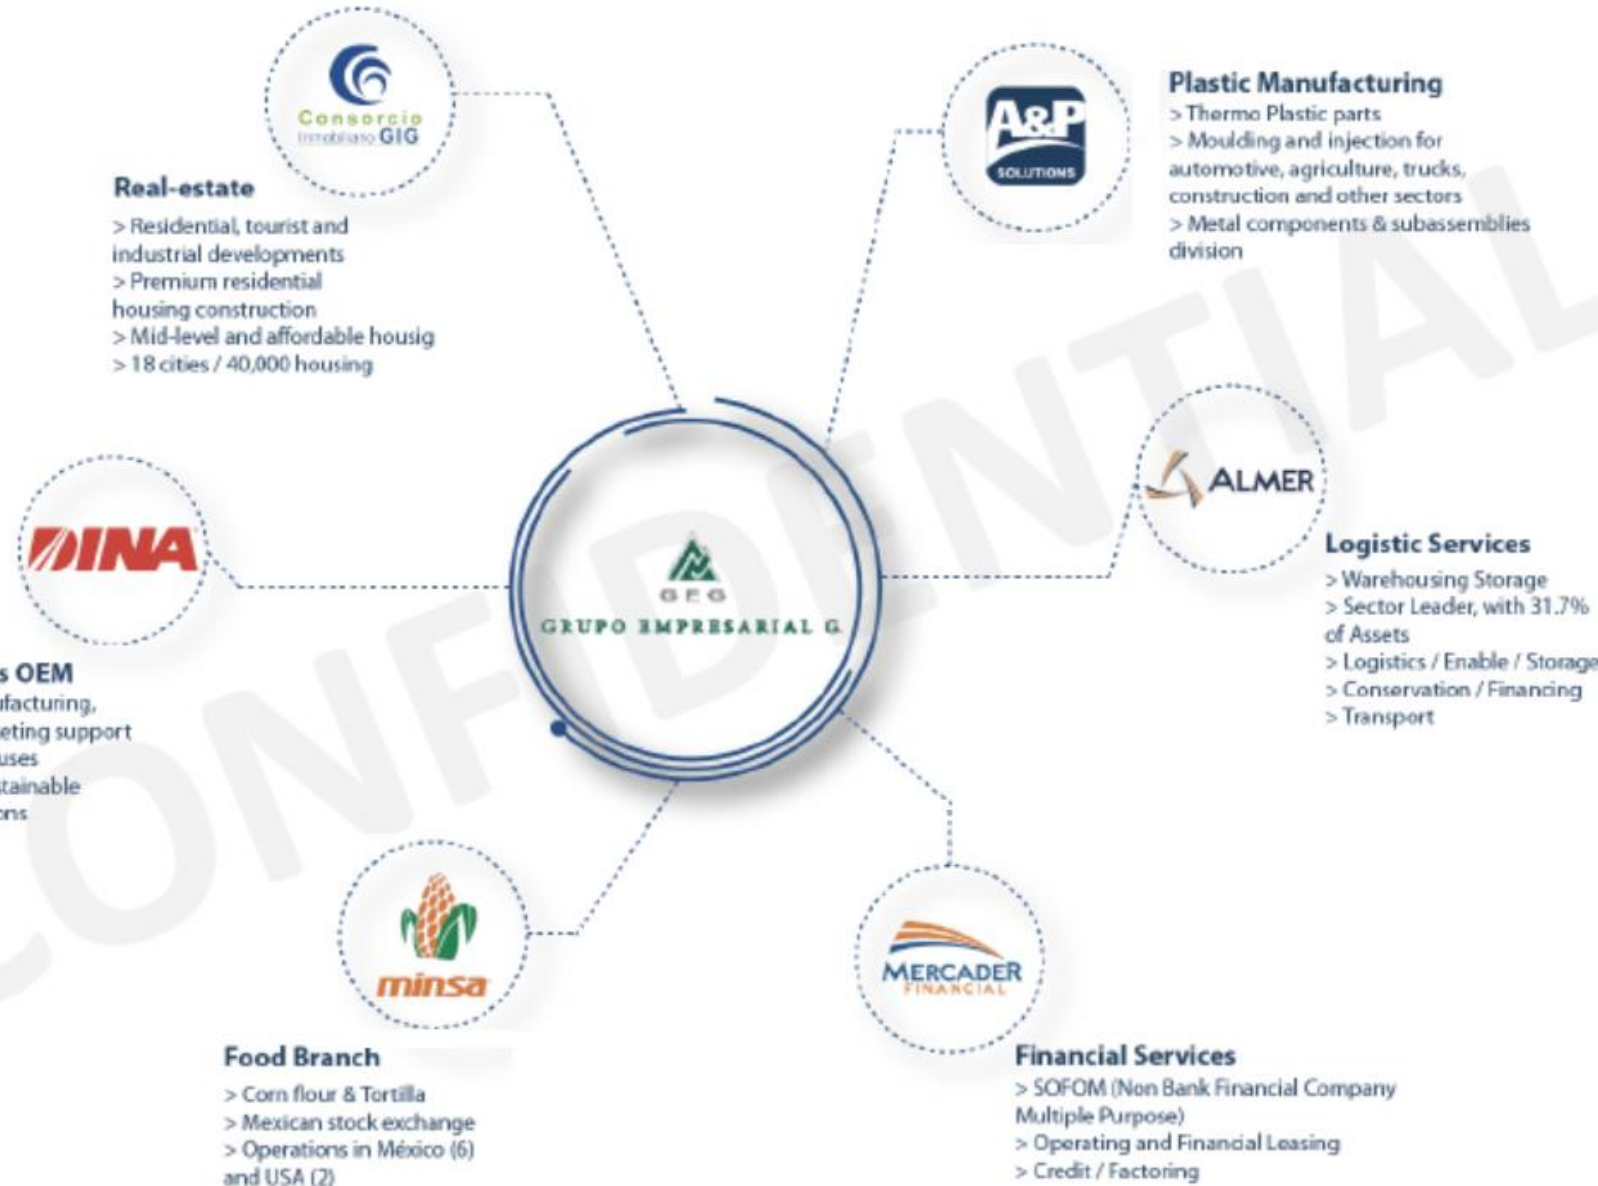 Consorcio
Inmobiliario GIG
Real-estate
> Residential, tourist and
industrial developments
> Premium residential
housing construction
> Mid-level and affordable housig
> 18 cities / 40,000 housing
A&P
SOLUTIONS
Plastic Manufacturing
> Thermo Plastic parts
> Moulding and injection for
automotive, agriculture, trucks,
construction and other sectors
> Metal components & subassemblies
division
DINA
s OEM
ufacturing,
eting support
uses
stainable
ons
GEG
GRUPO EMPRESARIAL G.
ALMER
Logistic Services
> Warehousing Storage
> Sector Leader, with 31.7%
of Assets
> Logistics / Enable / Storage
> Conservation / Financing
> Transport
minsa
Food Branch
> Corn flour & Tortilla
> Mexican stock exchange
> Operations in México (6)
and USA (2)
MERCADER
FINANCIAL
Financial Services
> SOFOM (Non Bank Financial Company
Multiple Purpose)
> Operating and Financial Leasing
> Credit / Factoring
CONFIDENTIAL